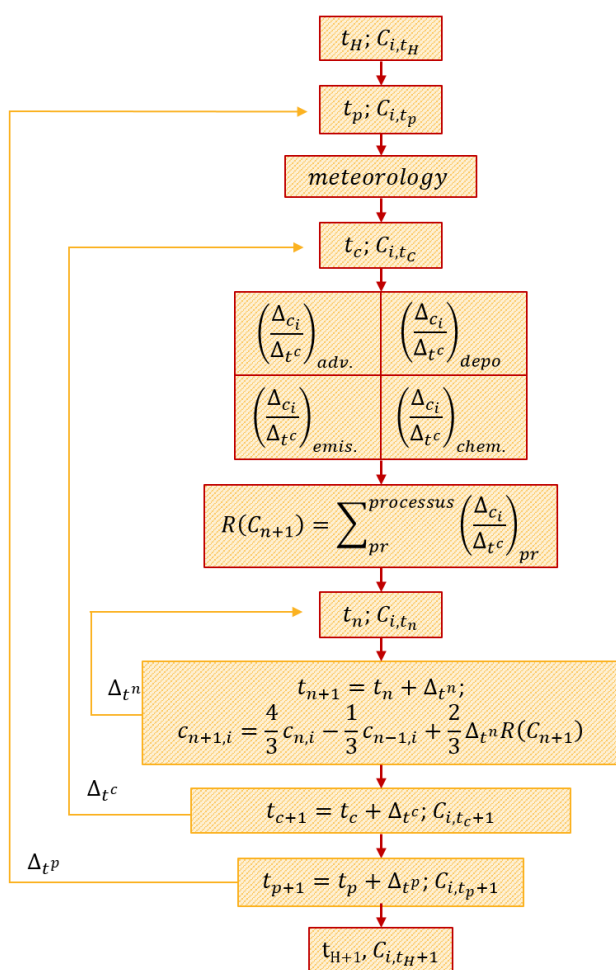 t_H; C_{i,t_H}
t_p; C_{i,t_p}
meteorology
t_c; C_{i,t_C}
(Δ_{c_i}/Δ_{t^c})_{adv.} (Δ_{c_i}/Δ_{t^c})_{depo}
(Δ_{c_i}/Δ_{t^c})_{emis.} (Δ_{c_i}/Δ_{t^c})_{chem.}
R(C_{n+1}) = ∑_{pr}^{processus} (Δ_{c_i}/Δ_{t^c})_{pr}
t_n; C_{i,t_n}
Δ_{t^n}
t_{n+1} = t_n + Δ_{t^n};
c_{n+1,i} = 4/3 c_{n,i} − 1/3 c_{n−1,i} + 2/3 Δ_{t^n} R(C_{n+1})
Δ_{t^c}
t_{c+1} = t_c + Δ_{t^c}; C_{i,t_c+1}
Δ_{t^p}
t_{p+1} = t_p + Δ_{t^p}; C_{i,t_p+1}
t_{H+1}, C_{i,t_H+1}